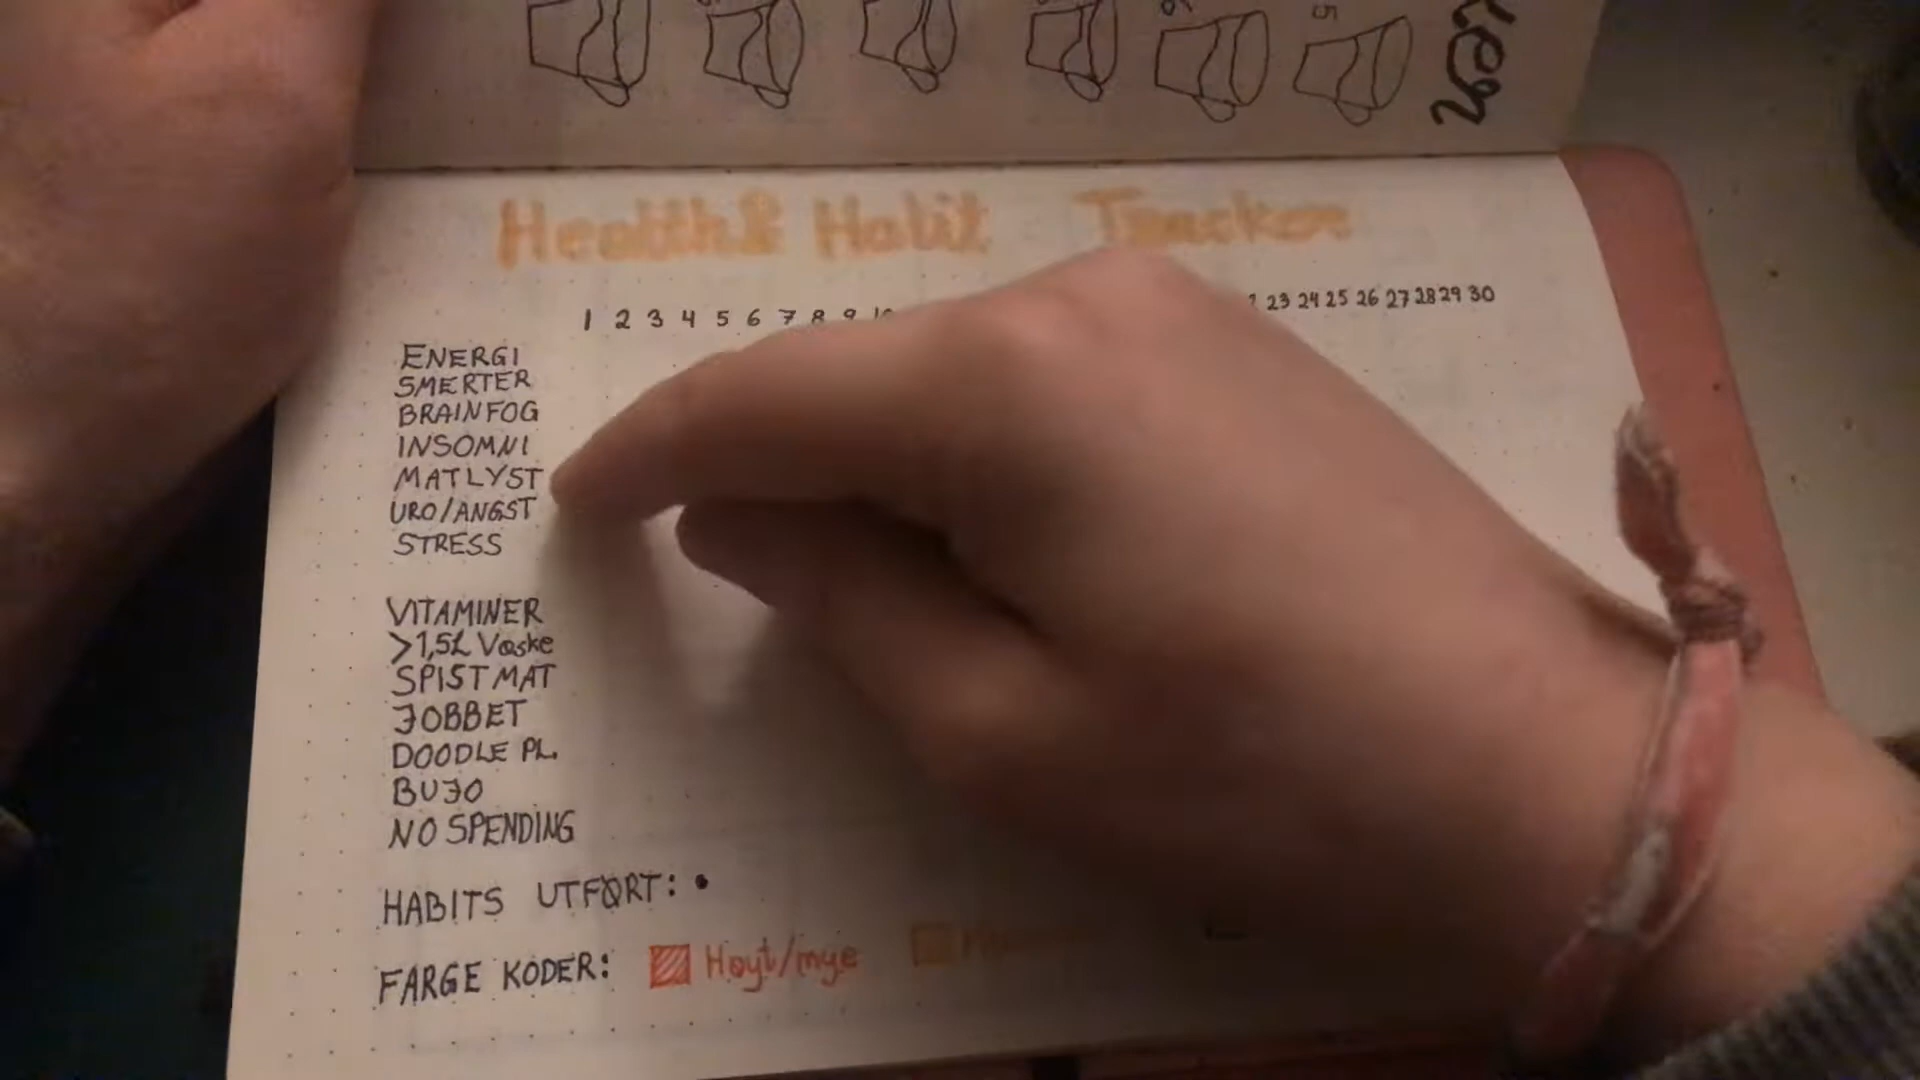 ken
Health & Habit Tracker
1 2 3 4 5 6 7 8 9 10 23 24 25 26 27 28 29 30
ENERGI
SMERTER
BRAINFOG
INSOMNI
MATLYST
URO/ANGST
STRESS
VITAMINER
>1,5L Væske
SPIST MAT
JOBBET
DOODLE PL.
BUJO
NO SPENDING
HABITS UTFØRT: •
FARGE KODER: Høyt/mye